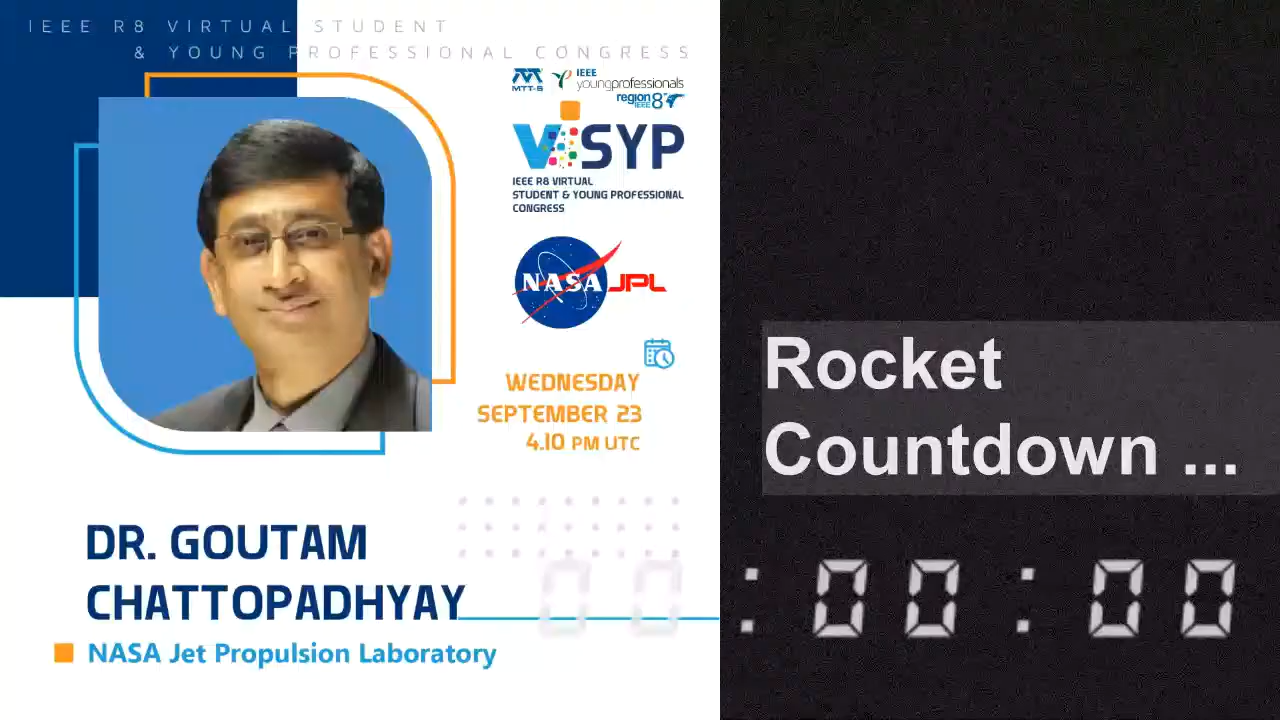 IEEE R8 VIRTUAL STUDENT
& YOUNG PROFESSIONAL CONGRESS
MTT-S
IEEE
youngprofessionals
region 8
IEEE
ViSYP
IEEE R8 VIRTUAL
STUDENT & YOUNG PROFESSIONAL
CONGRESS
NASA JPL
WEDNESDAY
SEPTEMBER 23
4.10 PM UTC
DR. GOUTAM
CHATTOPADHYAY
NASA Jet Propulsion Laboratory
Rocket
Countdown ...
00:00:00